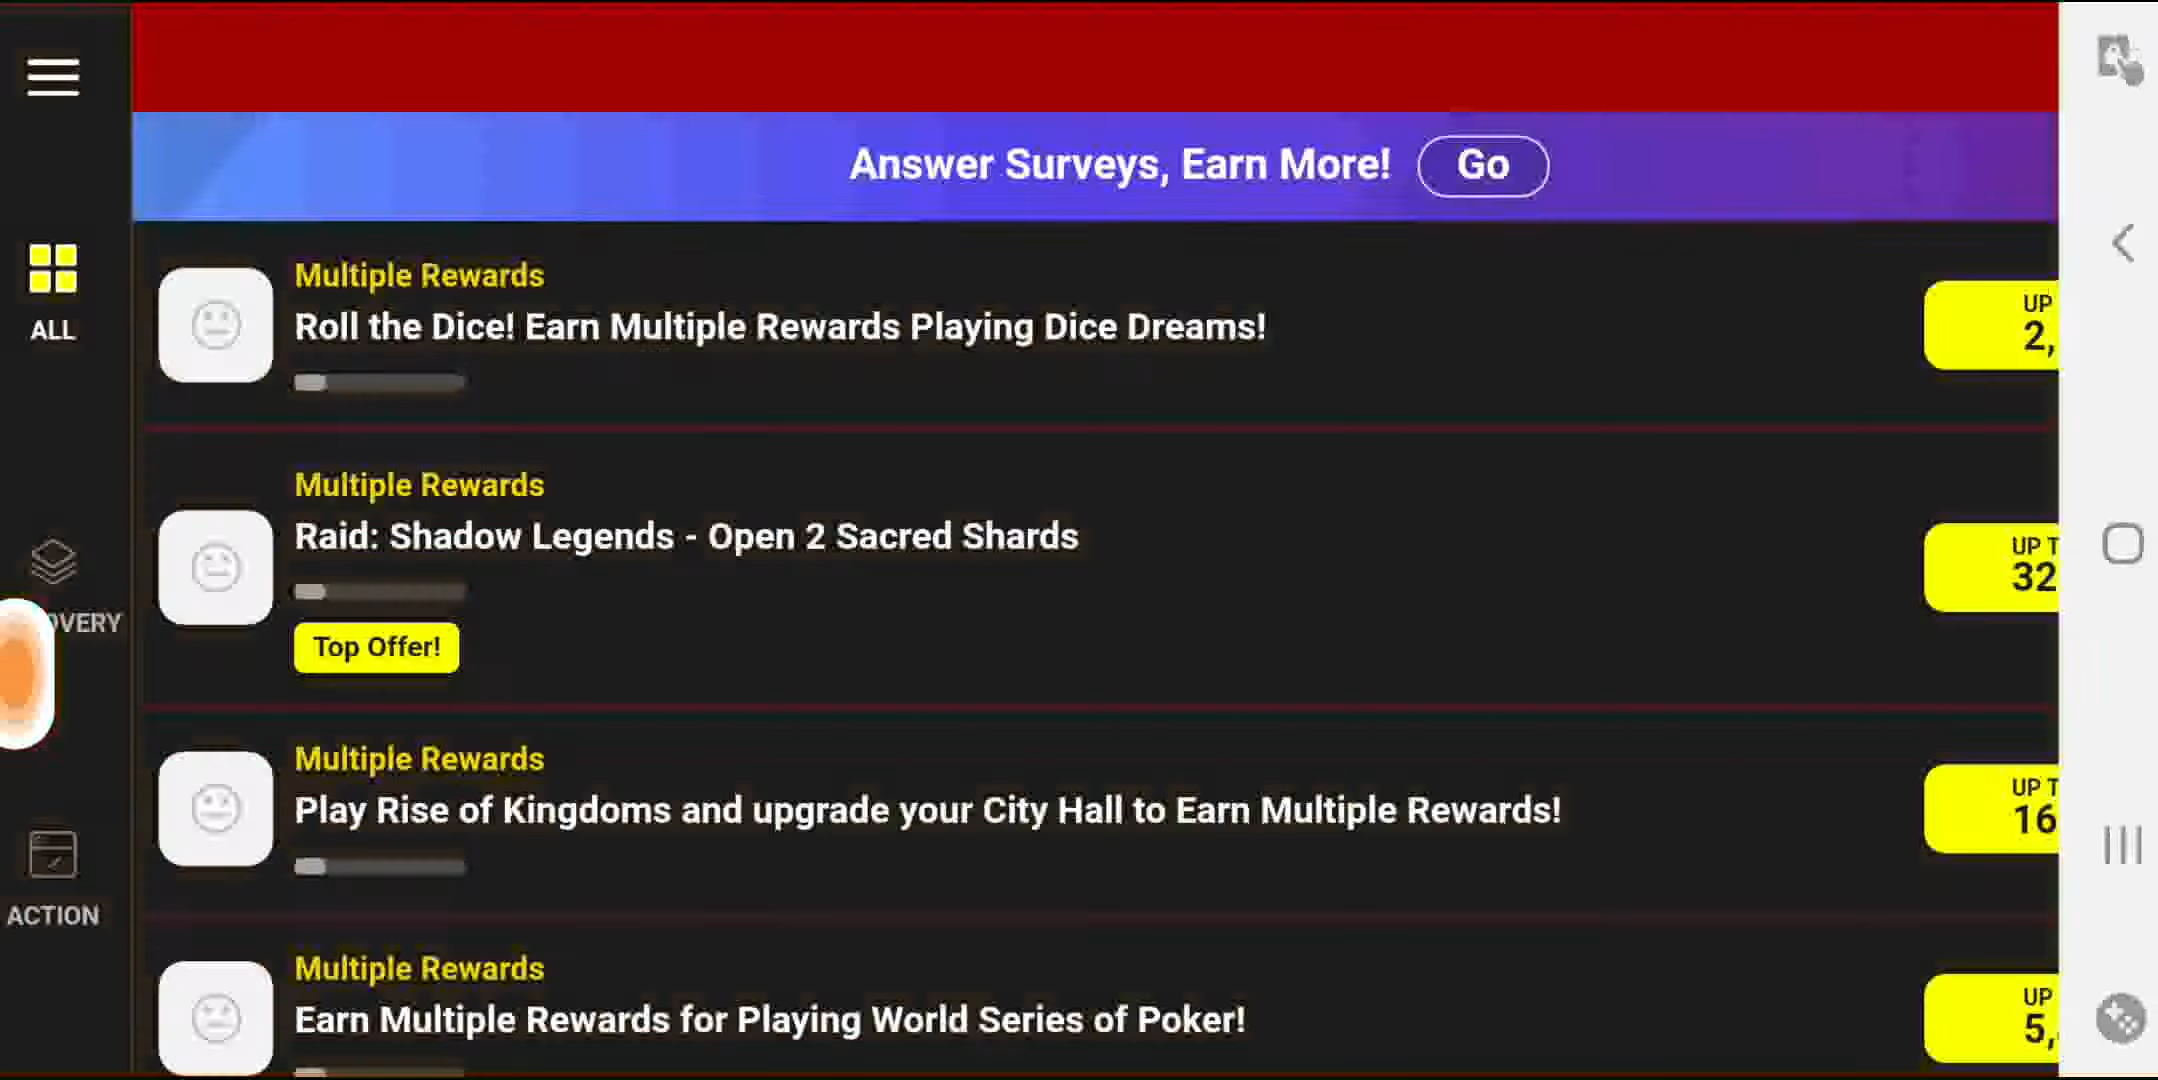 Answer Surveys, Earn More! Go
ALL
Multiple Rewards
Roll the Dice! Earn Multiple Rewards Playing Dice Dreams!
UP
2,
Multiple Rewards
Raid: Shadow Legends - Open 2 Sacred Shards
UP T
32
OVERY
Top Offer!
Multiple Rewards
Play Rise of Kingdoms and upgrade your City Hall to Earn Multiple Rewards!
UP T
16
ACTION
Multiple Rewards
Earn Multiple Rewards for Playing World Series of Poker!
UP
5,